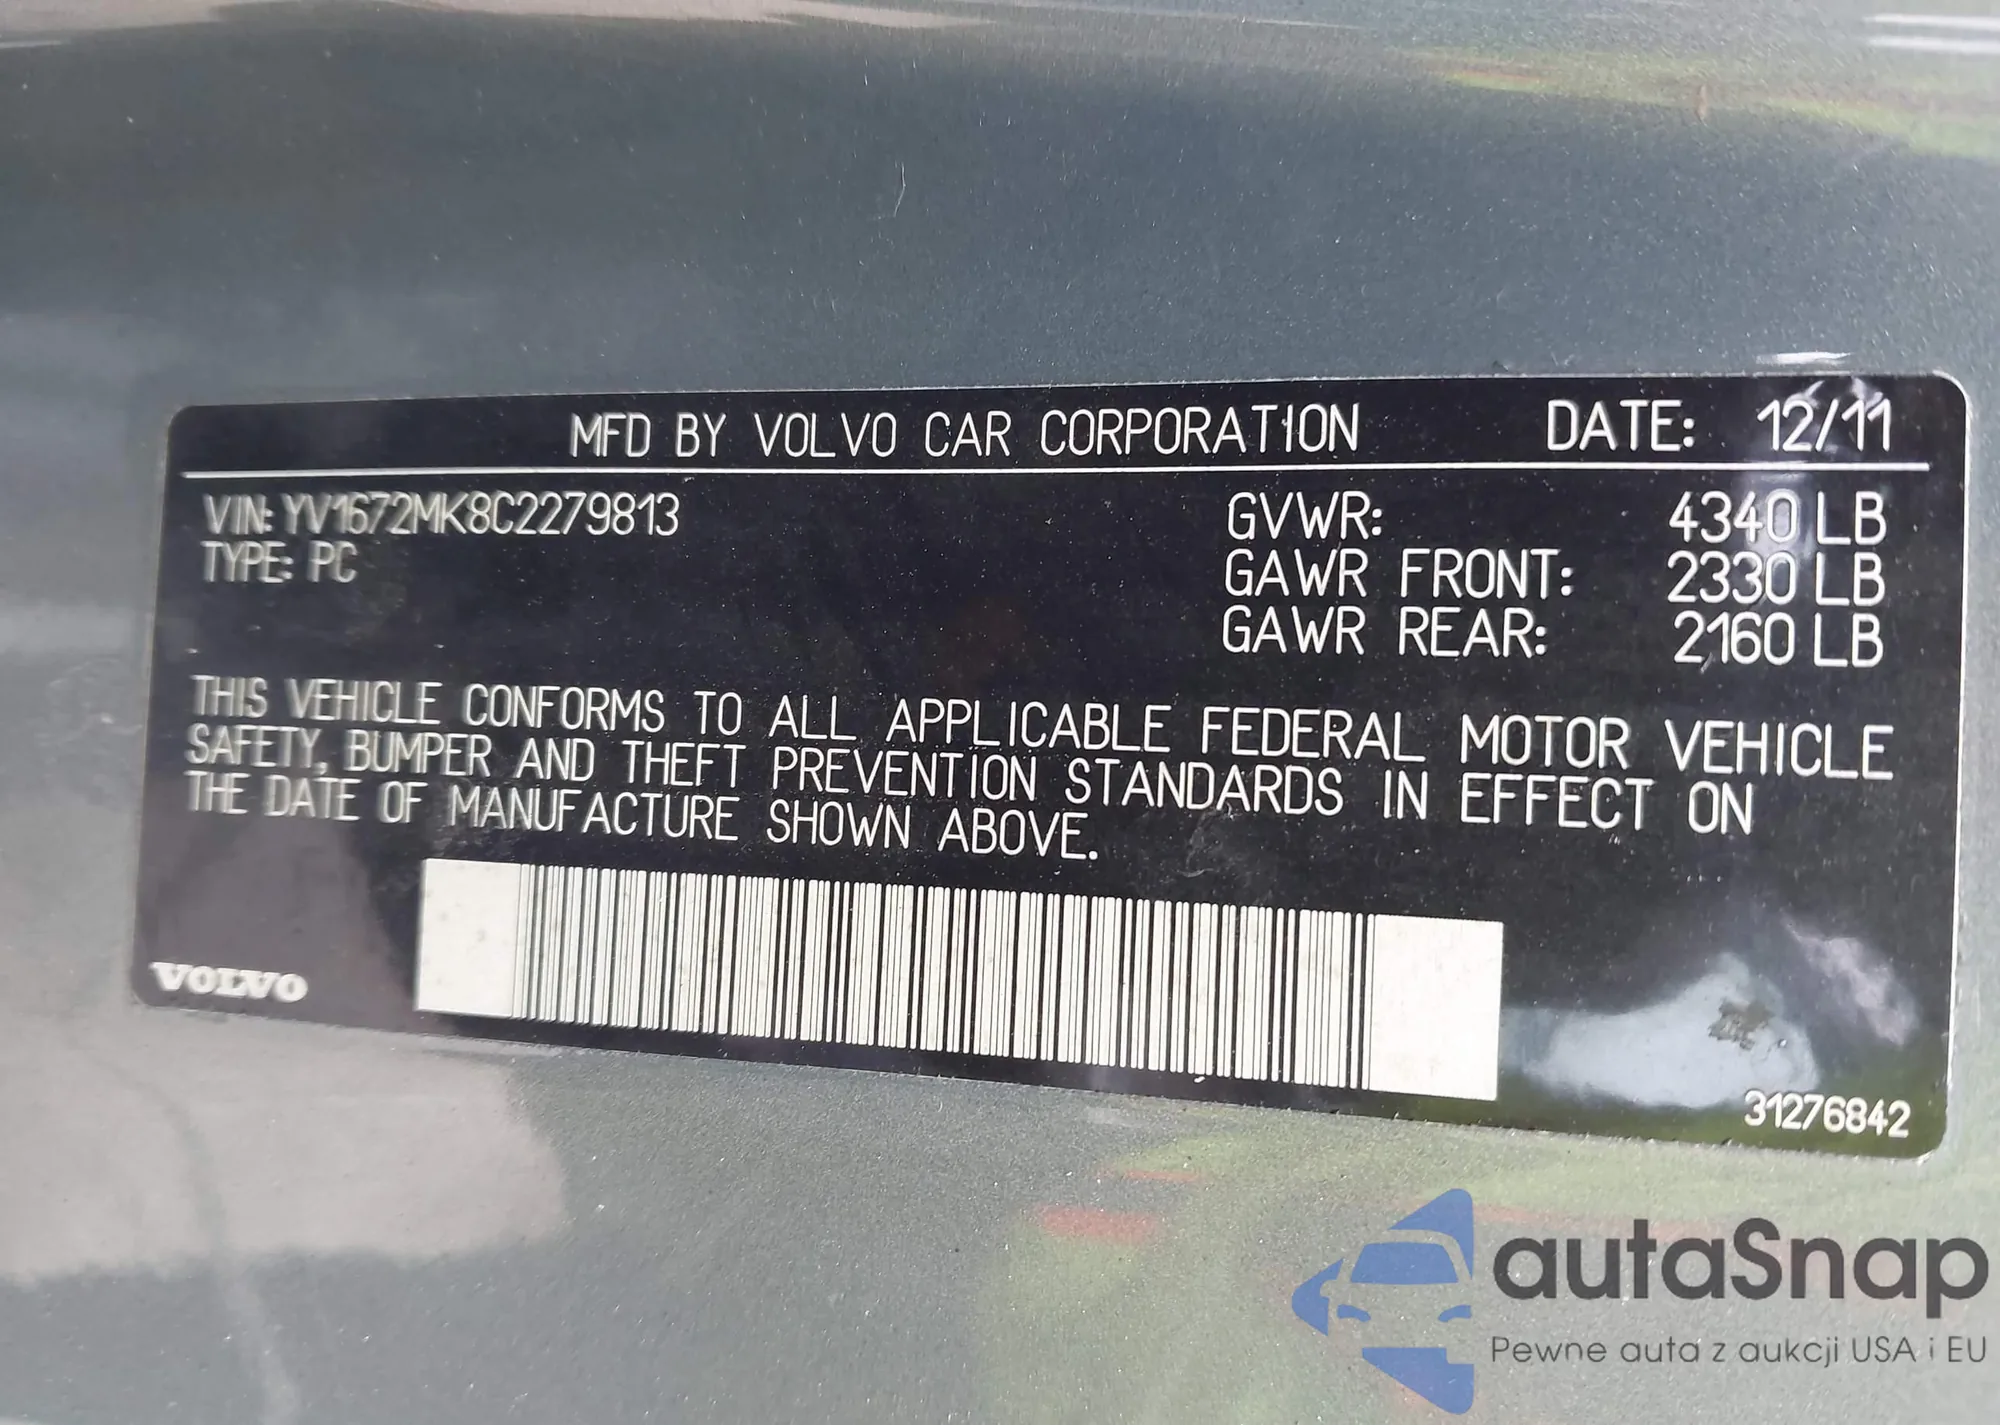 MFD BY VOLVO CAR CORPORATION DATE: 12/11
VIN: YV1672MK8C2279813 GVWR: 4340 LB
TYPE: PC GAWR FRONT: 2330 LB
GAWR REAR: 2160 LB
THIS VEHICLE CONFORMS TO ALL APPLICABLE FEDERAL MOTOR VEHICLE
SAFETY, BUMPER AND THEFT PREVENTION STANDARDS IN EFFECT ON
THE DATE OF MANUFACTURE SHOWN ABOVE.
VOLVO
31276842
autaSnap
Pewne auta z aukcji USA i EU